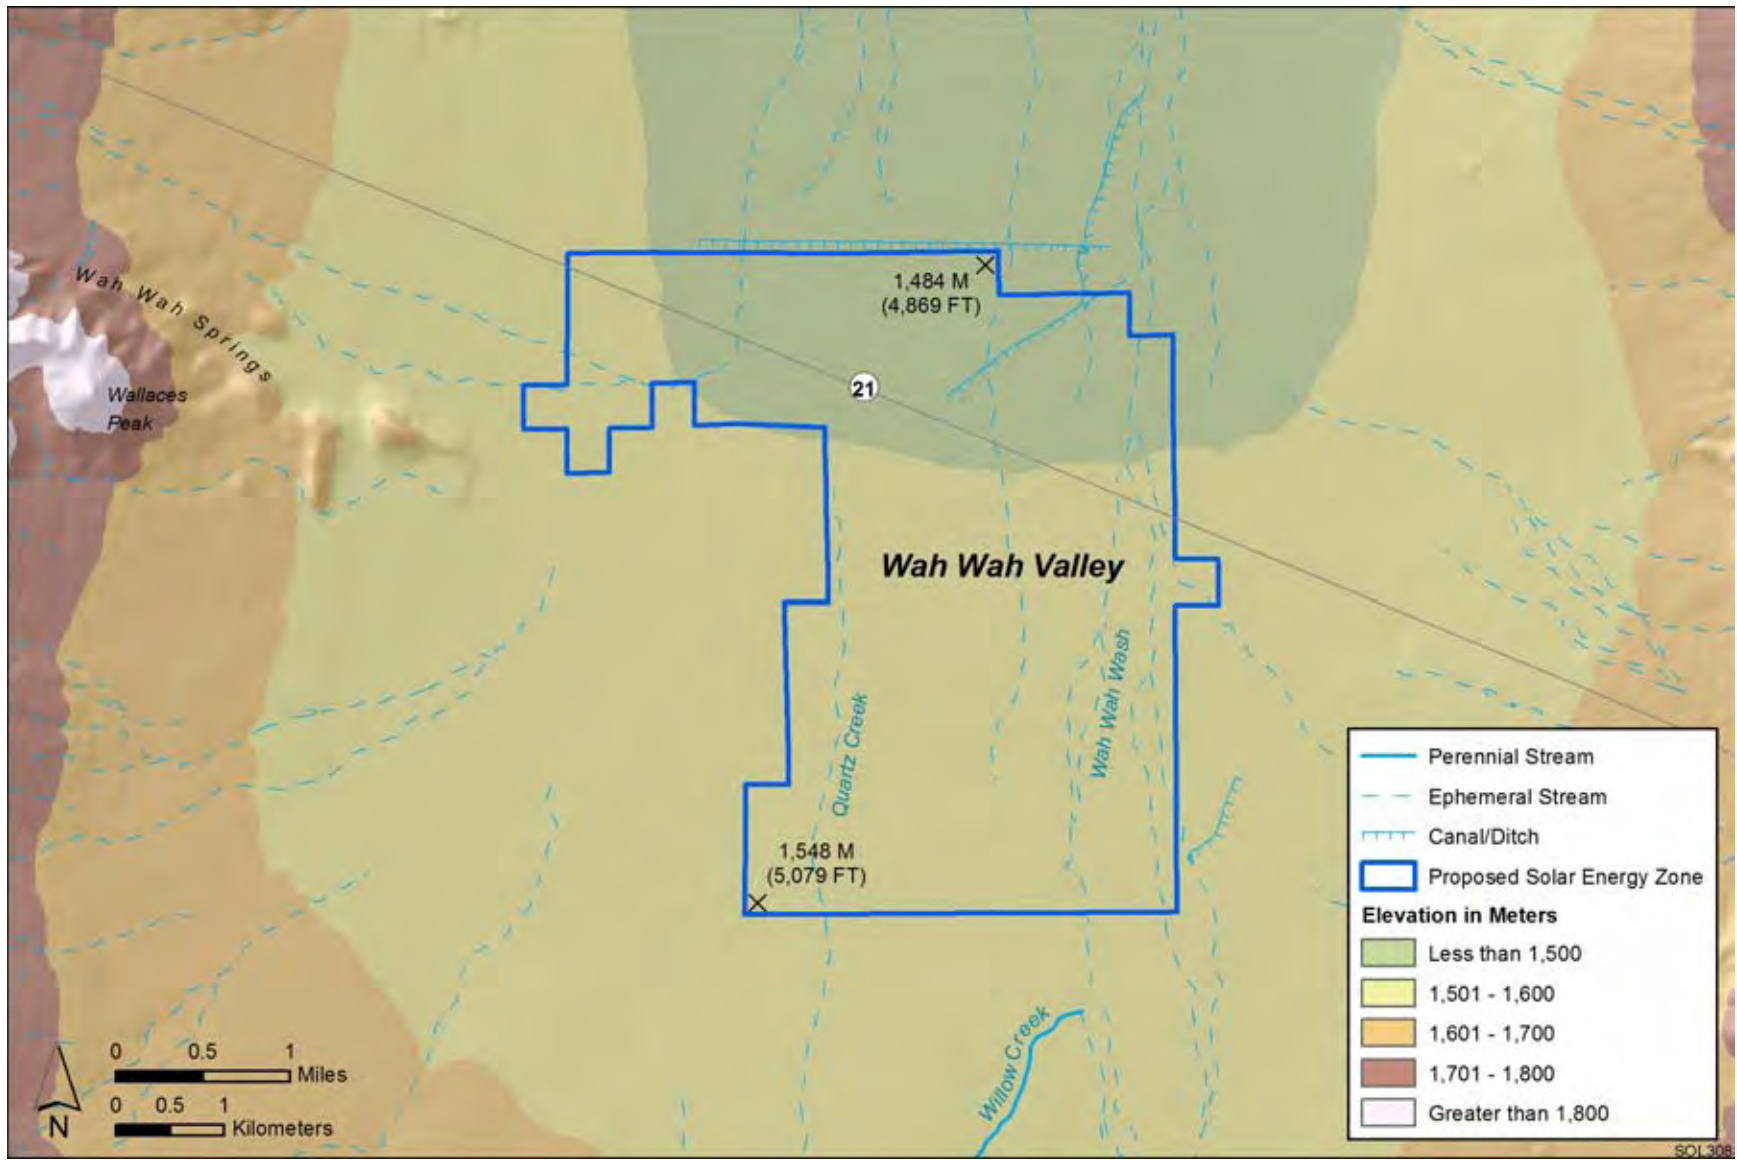 1,484 M
(4,869 FT)
Wah Wah Springs
Wallaces
Peak
21
Wah Wah Valley
Quartz Creek
Wah Wah Wash
1,548 M
(5,079 FT)
Willow Creek
0 0.5 1
Miles
0 0.5 1
Kilometers
N
Perennial Stream
Ephemeral Stream
Canal/Ditch
Proposed Solar Energy Zone
Elevation in Meters
Less than 1,500
1,501 - 1,600
1,601 - 1,700
1,701 - 1,800
Greater than 1,800
SOL308